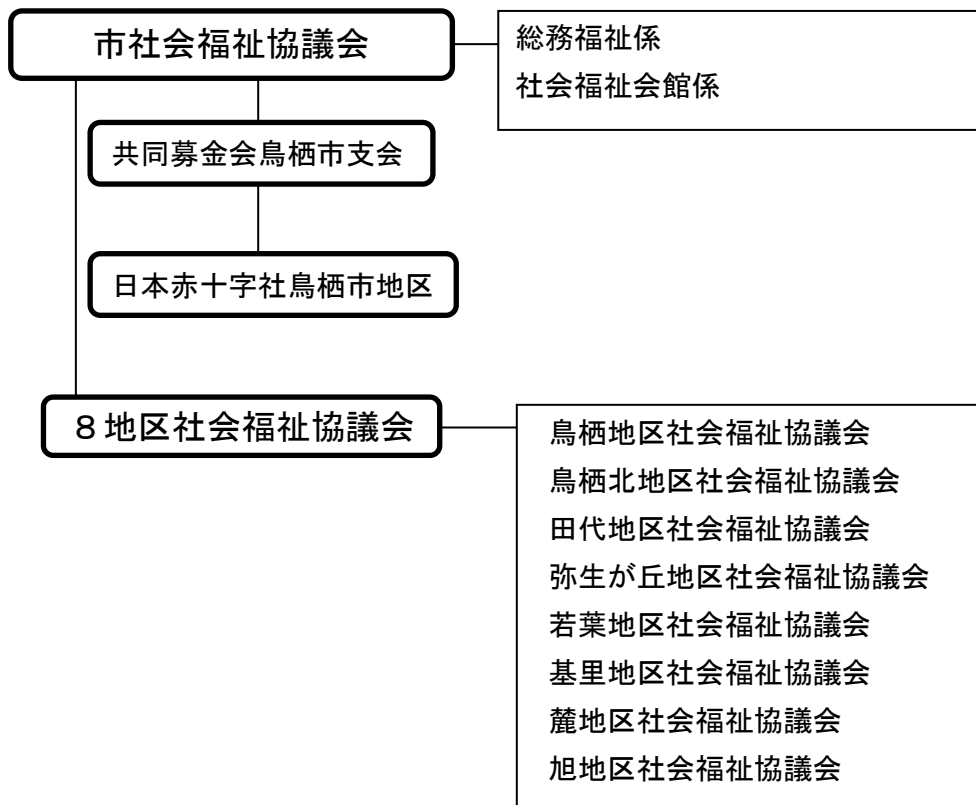 市社会福祉協議会
総務福祉係
社会福祉会館係
共同募金会鳥栖市支会
日本赤十字社鳥栖市地区
８地区社会福祉協議会
鳥栖地区社会福祉協議会
鳥栖北地区社会福祉協議会
田代地区社会福祉協議会
弥生が丘地区社会福祉協議会
若葉地区社会福祉協議会
基里地区社会福祉協議会
麓地区社会福祉協議会
旭地区社会福祉協議会